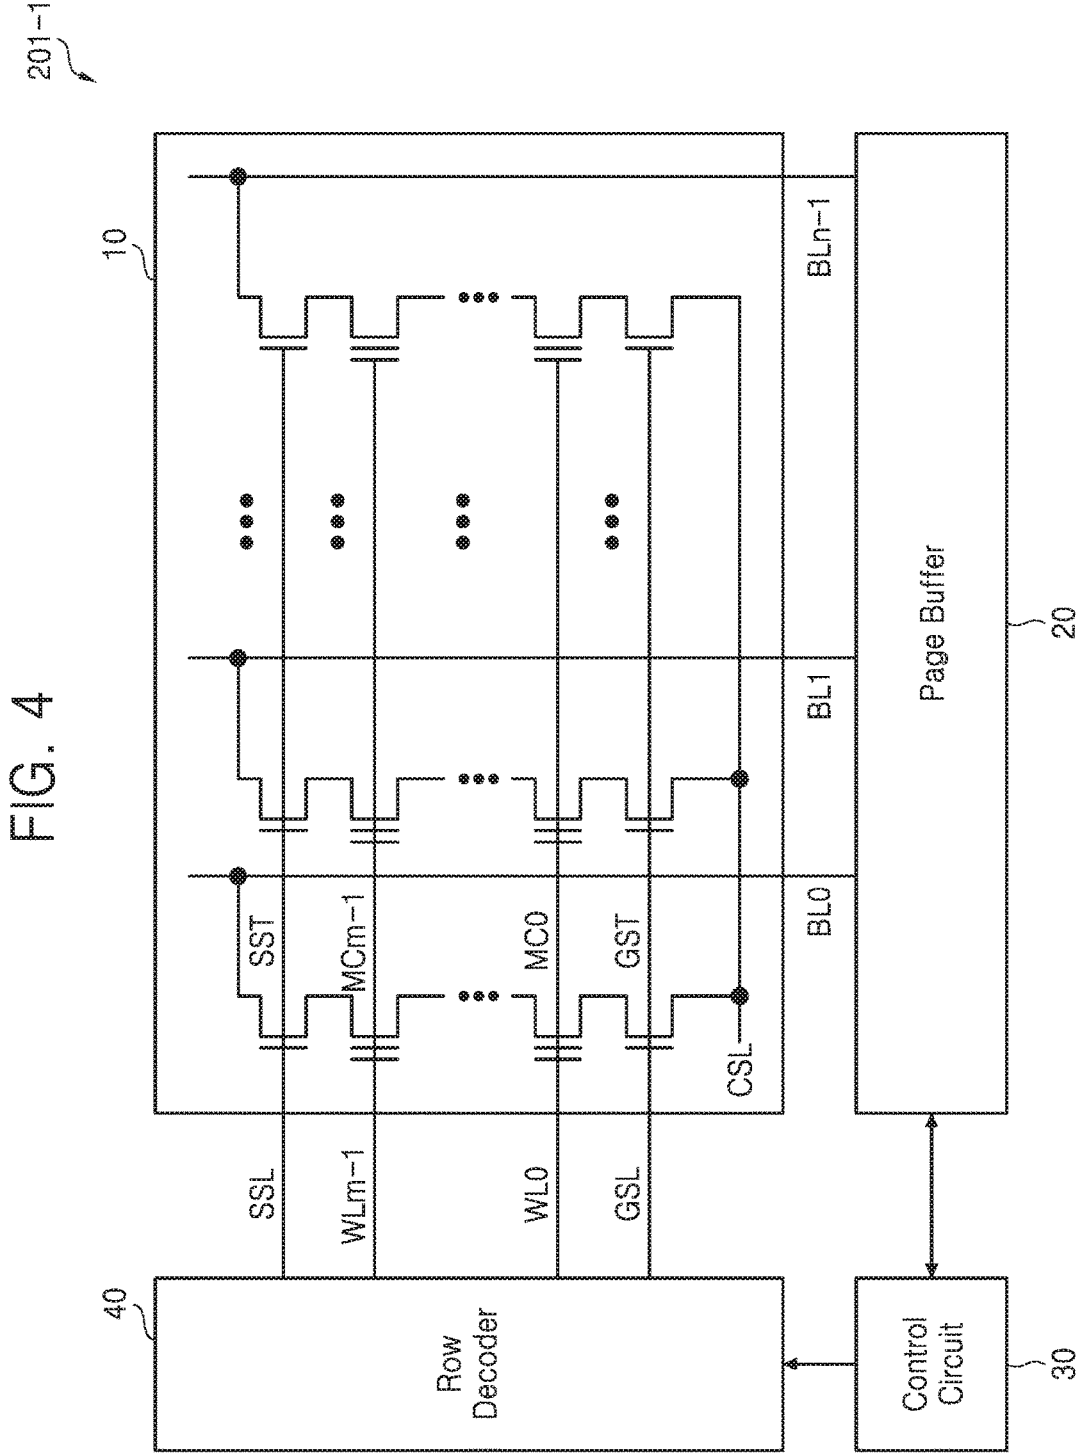 FIG. 4
201-1
40
10
Row
Decoder
SSL
WLm-1
WL0
GSL
SST
MCm-1
MC0
GST
CSL
BL0
BL1
BLn-1
Control
Circuit
30
Page Buffer
20